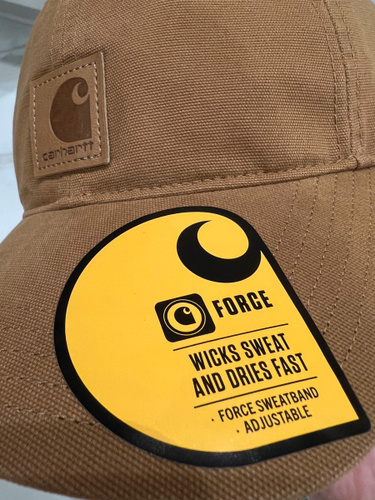 carhartt
FORCE
WICKS SWEAT
AND DRIES FAST
· FORCE SWEATBAND
· ADJUSTABLE